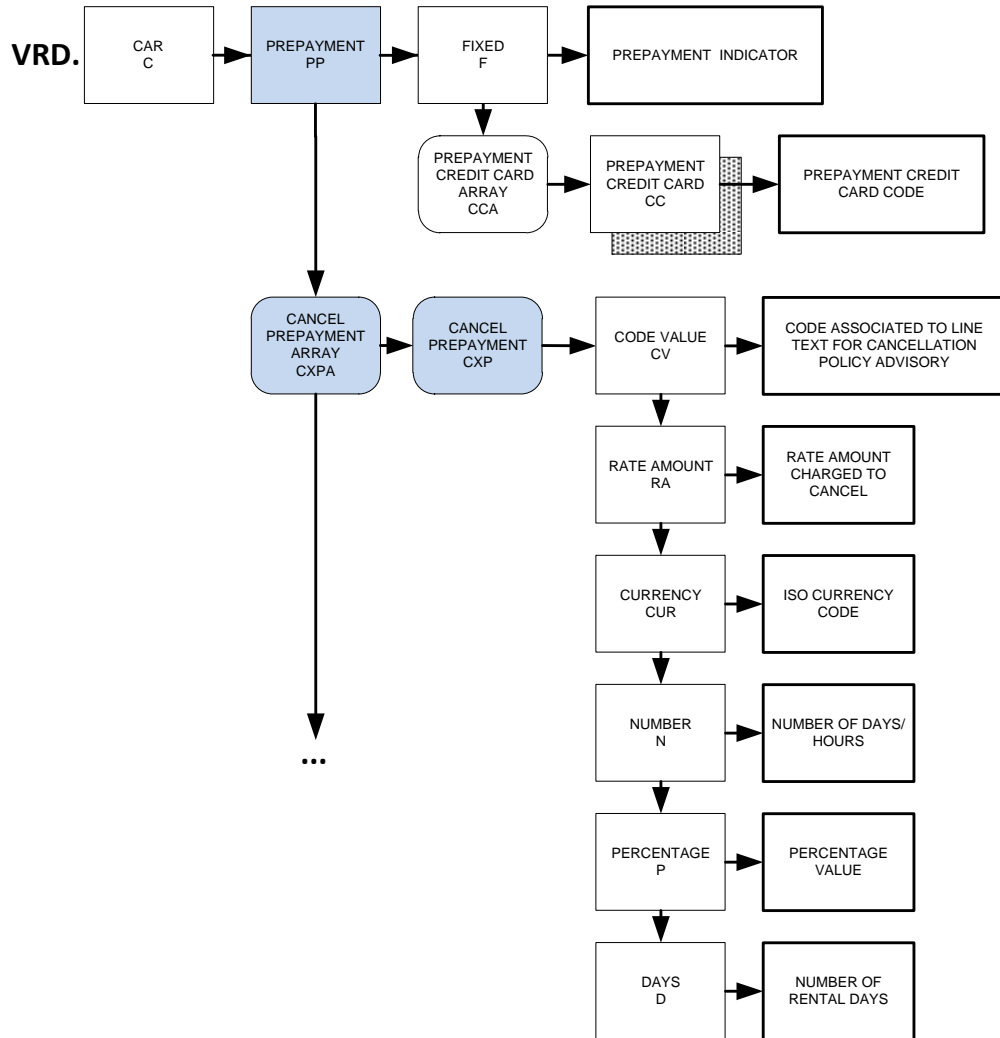 VRD.
CAR
C
PREPAYMENT
PP
FIXED
F
PREPAYMENT INDICATOR
PREPAYMENT
CREDIT CARD
ARRAY
CCA
PREPAYMENT
CREDIT CARD
CC
PREPAYMENT CREDIT
CARD CODE
CANCEL
PREPAYMENT
ARRAY
CXPA
CANCEL
PREPAYMENT
CXP
CODE VALUE
CV
CODE ASSOCIATED TO LINE
TEXT FOR CANCELLATION
POLICY ADVISORY
RATE AMOUNT
RA
RATE AMOUNT
CHARGED TO
CANCEL
CURRENCY
CUR
ISO CURRENCY
CODE
NUMBER
N
NUMBER OF DAYS/
HOURS
...
PERCENTAGE
P
PERCENTAGE
VALUE
DAYS
D
NUMBER OF
RENTAL DAYS